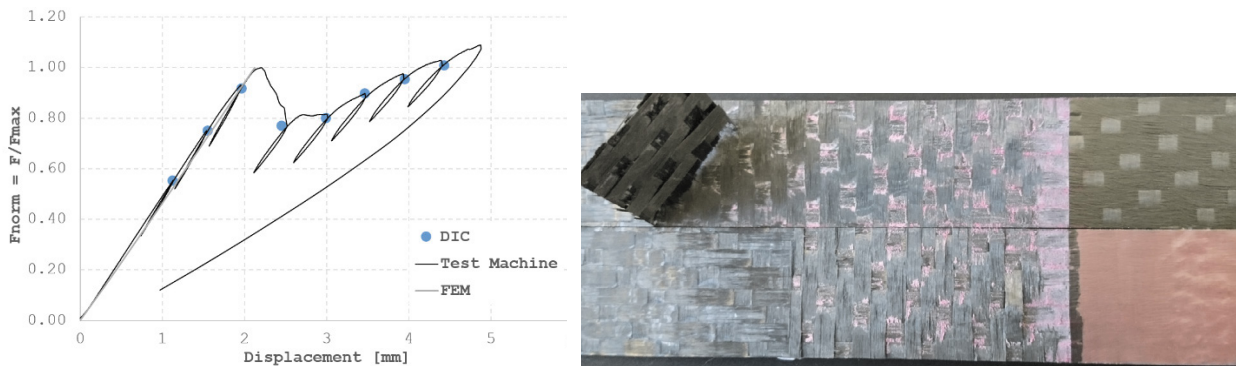 1.20
1.00
0.80
0.60
0.40
0.20
0.00
Fnorm = F/Fmax
0 1 2 3 4 5
Displacement [mm]
DIC
Test Machine
FEM